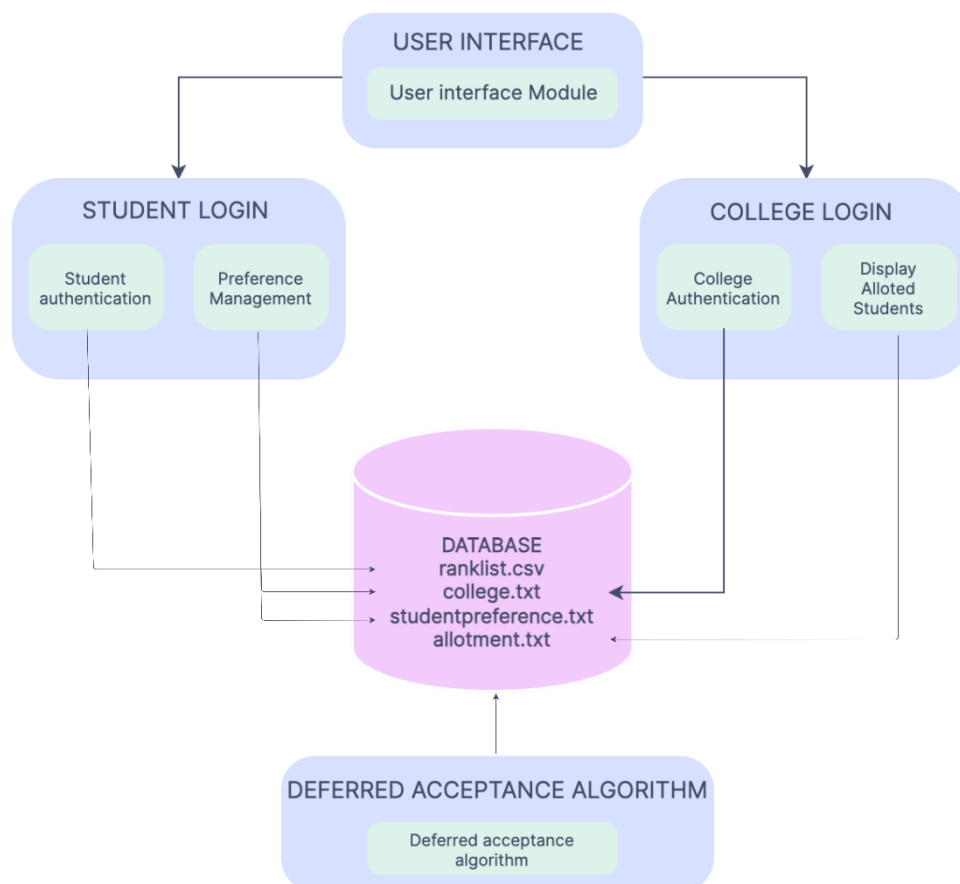 USER INTERFACE
User interface Module
STUDENT LOGIN
Student
authentication
Preference
Management
COLLEGE LOGIN
College
Authentication
Display
Alloted
Students
DATABASE
ranklist.csv
college.txt
studentpreference.txt
allotment.txt
DEFERRED ACCEPTANCE ALGORITHM
Deferred acceptance
algorithm